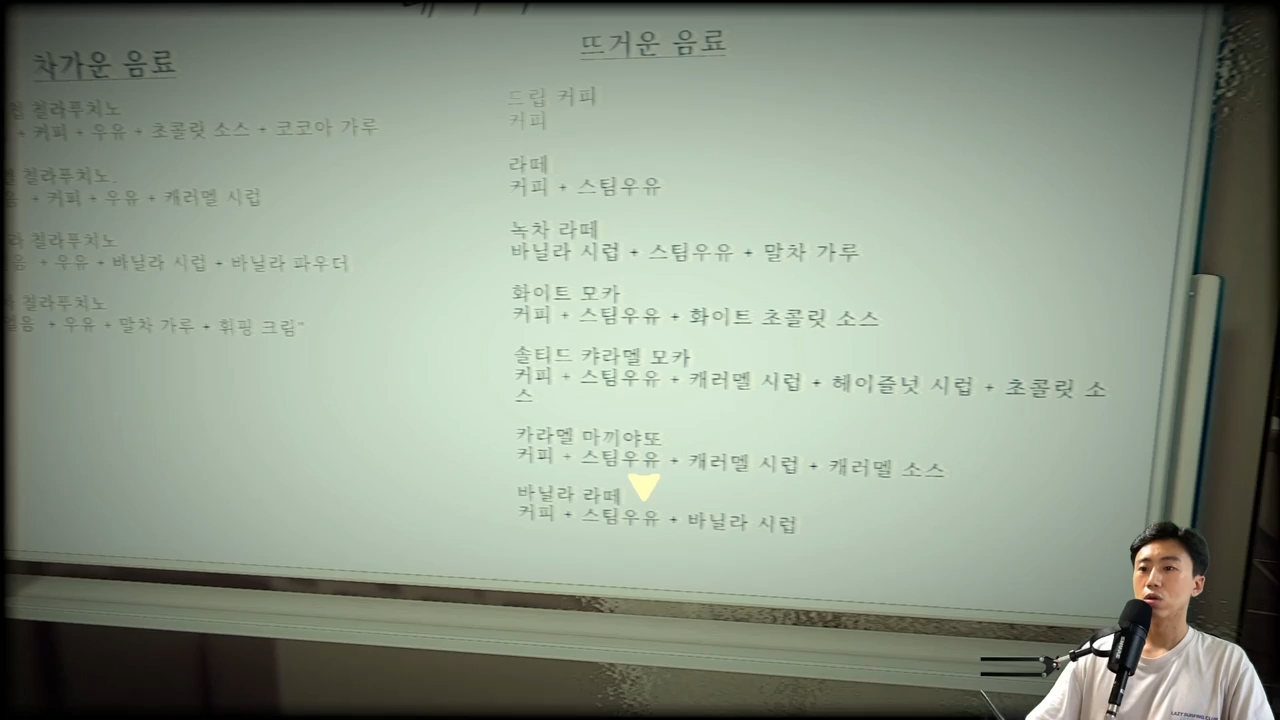 차가운 음료
칠라푸치노
+ 커피 + 우유 + 초콜릿 소스 + 코코아 가루
칠라푸치노
+ 커피 + 우유 + 캐러멜 시럽
칠라푸치노
+ 우유 + 바닐라 시럽 + 바닐라 파우더
칠라푸치노
+ 우유 + 말차 가루 + 휘핑 크림"
뜨거운 음료
드립 커피
커피
라떼
커피 + 스팀우유
녹차 라떼
바닐라 시럽 + 스팀우유 + 말차 가루
화이트 모카
커피 + 스팀우유 + 화이트 초콜릿 소스
솔티드 캬라멜 모카
커피 + 스팀우유 + 캐러멜 시럽 + 헤이즐넛 시럽 + 초콜릿 소
스
카라멜 마끼야또
커피 + 스팀우유 + 캐러멜 시럽 + 캐러멜 소스
바닐라 라떼
커피 + 스팀우유 + 바닐라 시럽